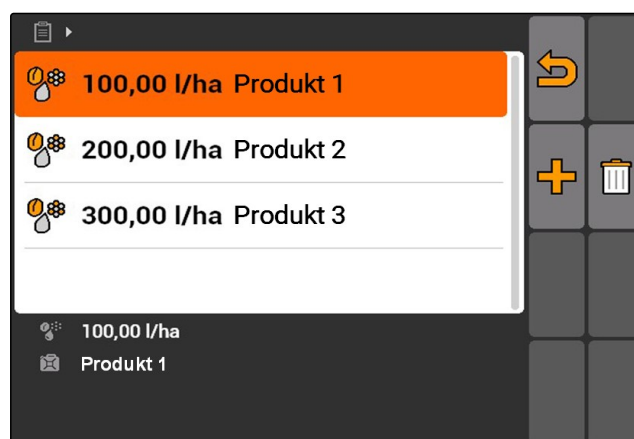 100,00 l/ha Produkt 1
200,00 l/ha Produkt 2
300,00 l/ha Produkt 3
100,00 l/ha
Produkt 1